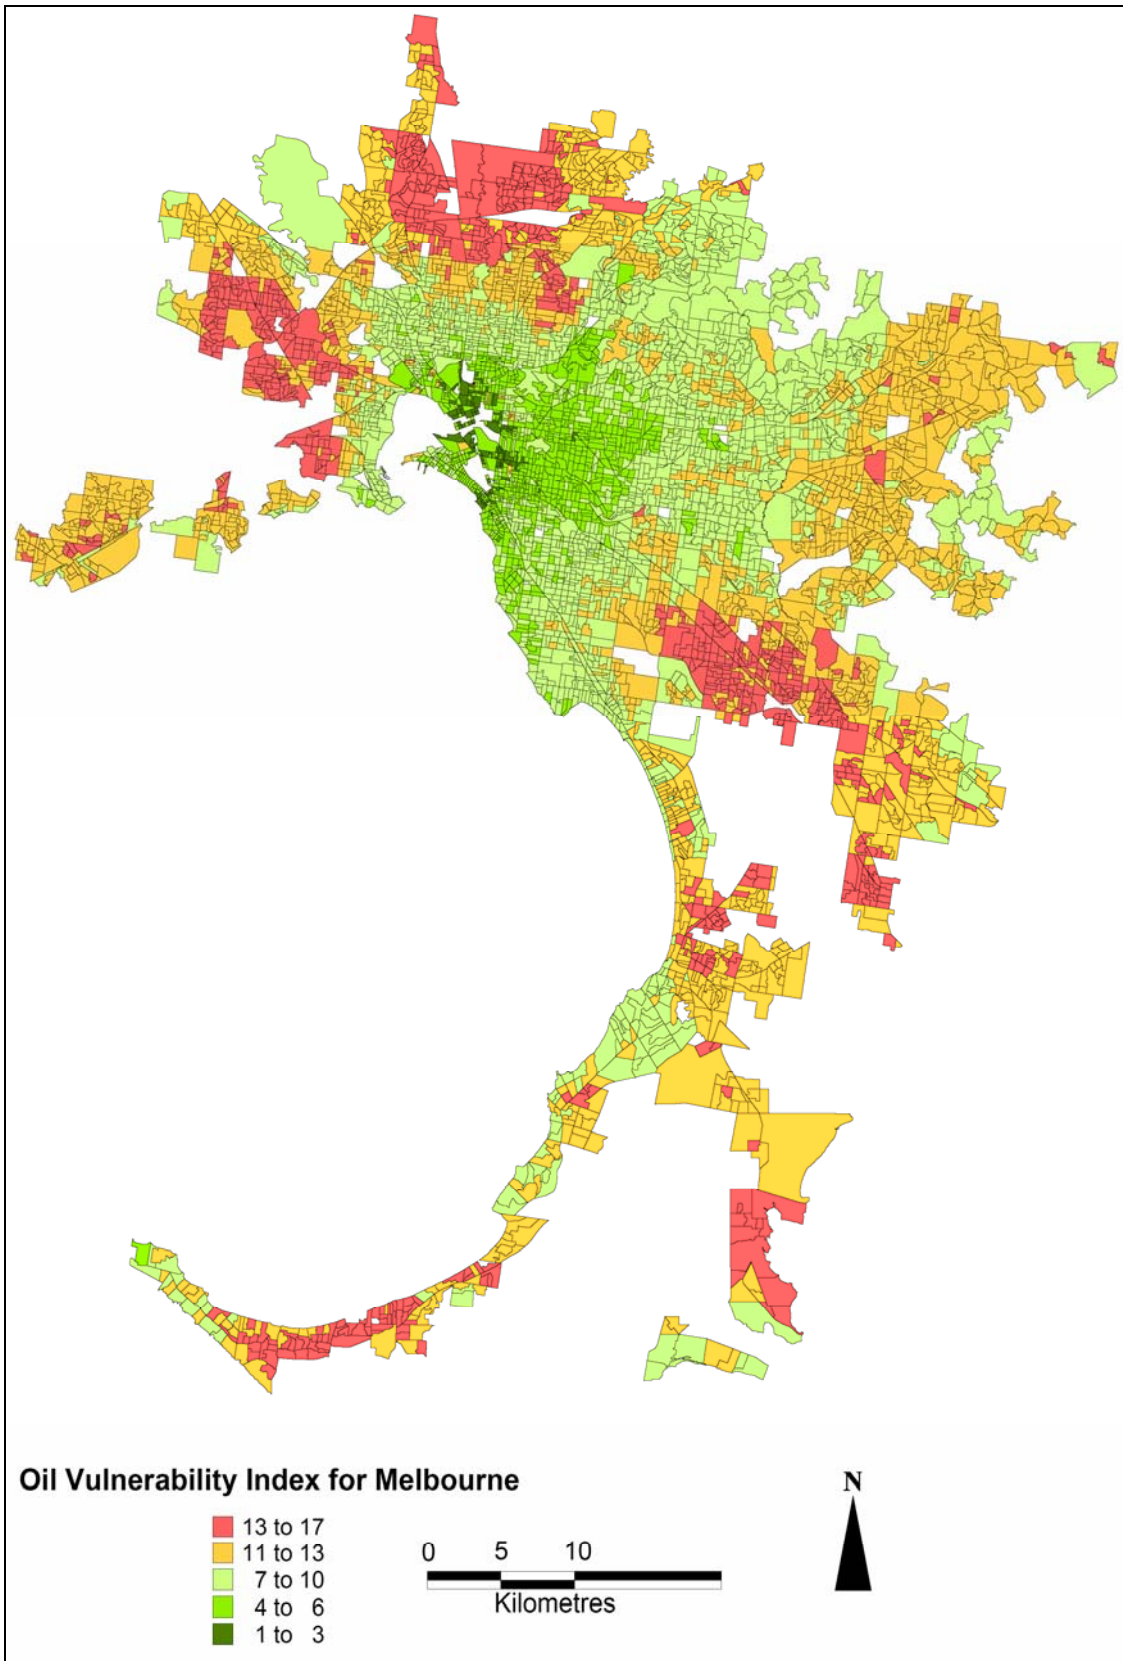 Oil Vulnerability Index for Melbourne
13 to 17
11 to 13
7 to 10
4 to 6
1 to 3
0 5 10
Kilometres
N